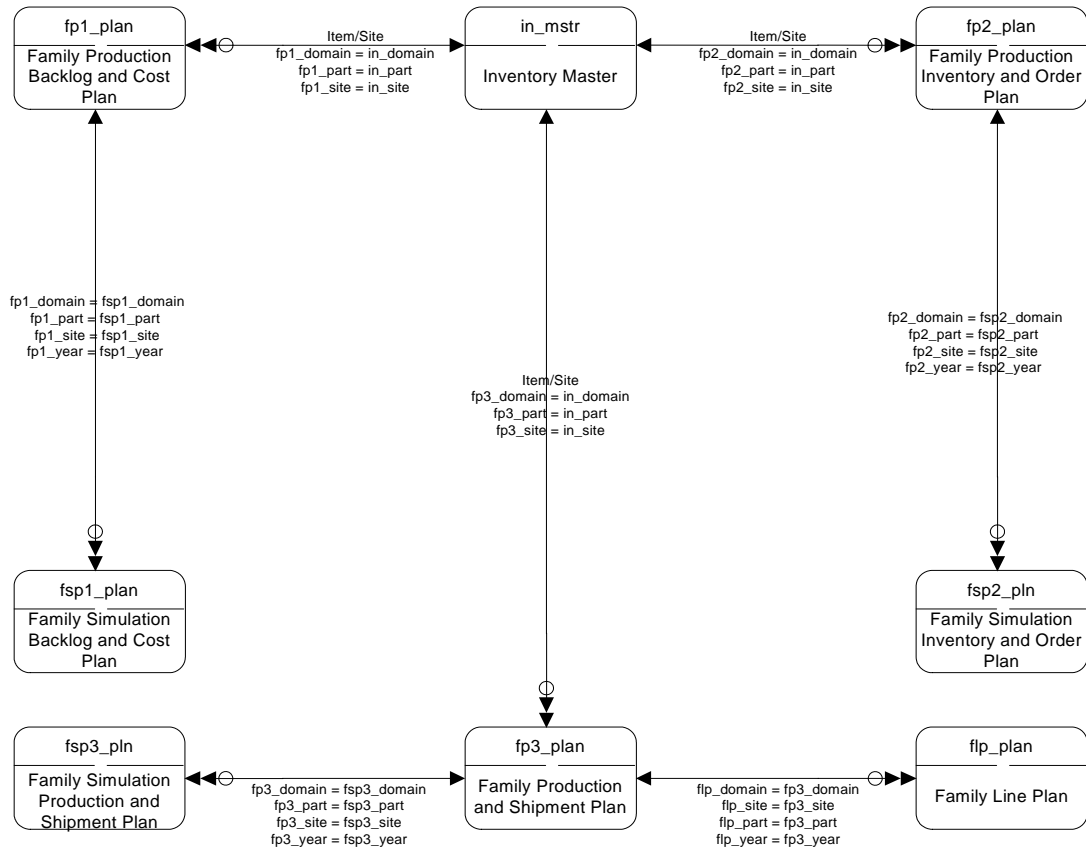 fp1_plan
Family Production
Backlog and Cost
Plan
Item/Site
fp1_domain = in_domain
fp1_part = in_part
fp1_site = in_site
in_mstr
Inventory Master
Item/Site
fp2_domain = in_domain
fp2_part = in_part
fp2_site = in_site
fp2_plan
Family Production
Inventory and Order
Plan
fp1_domain = fsp1_domain
fp1_part = fsp1_part
fp1_site = fsp1_site
fp1_year = fsp1_year
Item/Site
fp3_domain = in_domain
fp3_part = in_part
fp3_site = in_site
fp2_domain = fsp2_domain
fp2_part = fsp2_part
fp2_site = fsp2_site
fp2_year = fsp2_year
fsp1_plan
Family Simulation
Backlog and Cost
Plan
fsp2_pln
Family Simulation
Inventory and Order
Plan
fsp3_pln
Family Simulation
Production and
Shipment Plan
fp3_domain = fsp3_domain
fp3_part = fsp3_part
fp3_site = fsp3_site
fp3_year = fsp3_year
fp3_plan
Family Production
and Shipment Plan
flp_domain = fp3_domain
flp_site = fp3_site
flp_part = fp3_part
flp_year = fp3_year
flp_plan
Family Line Plan